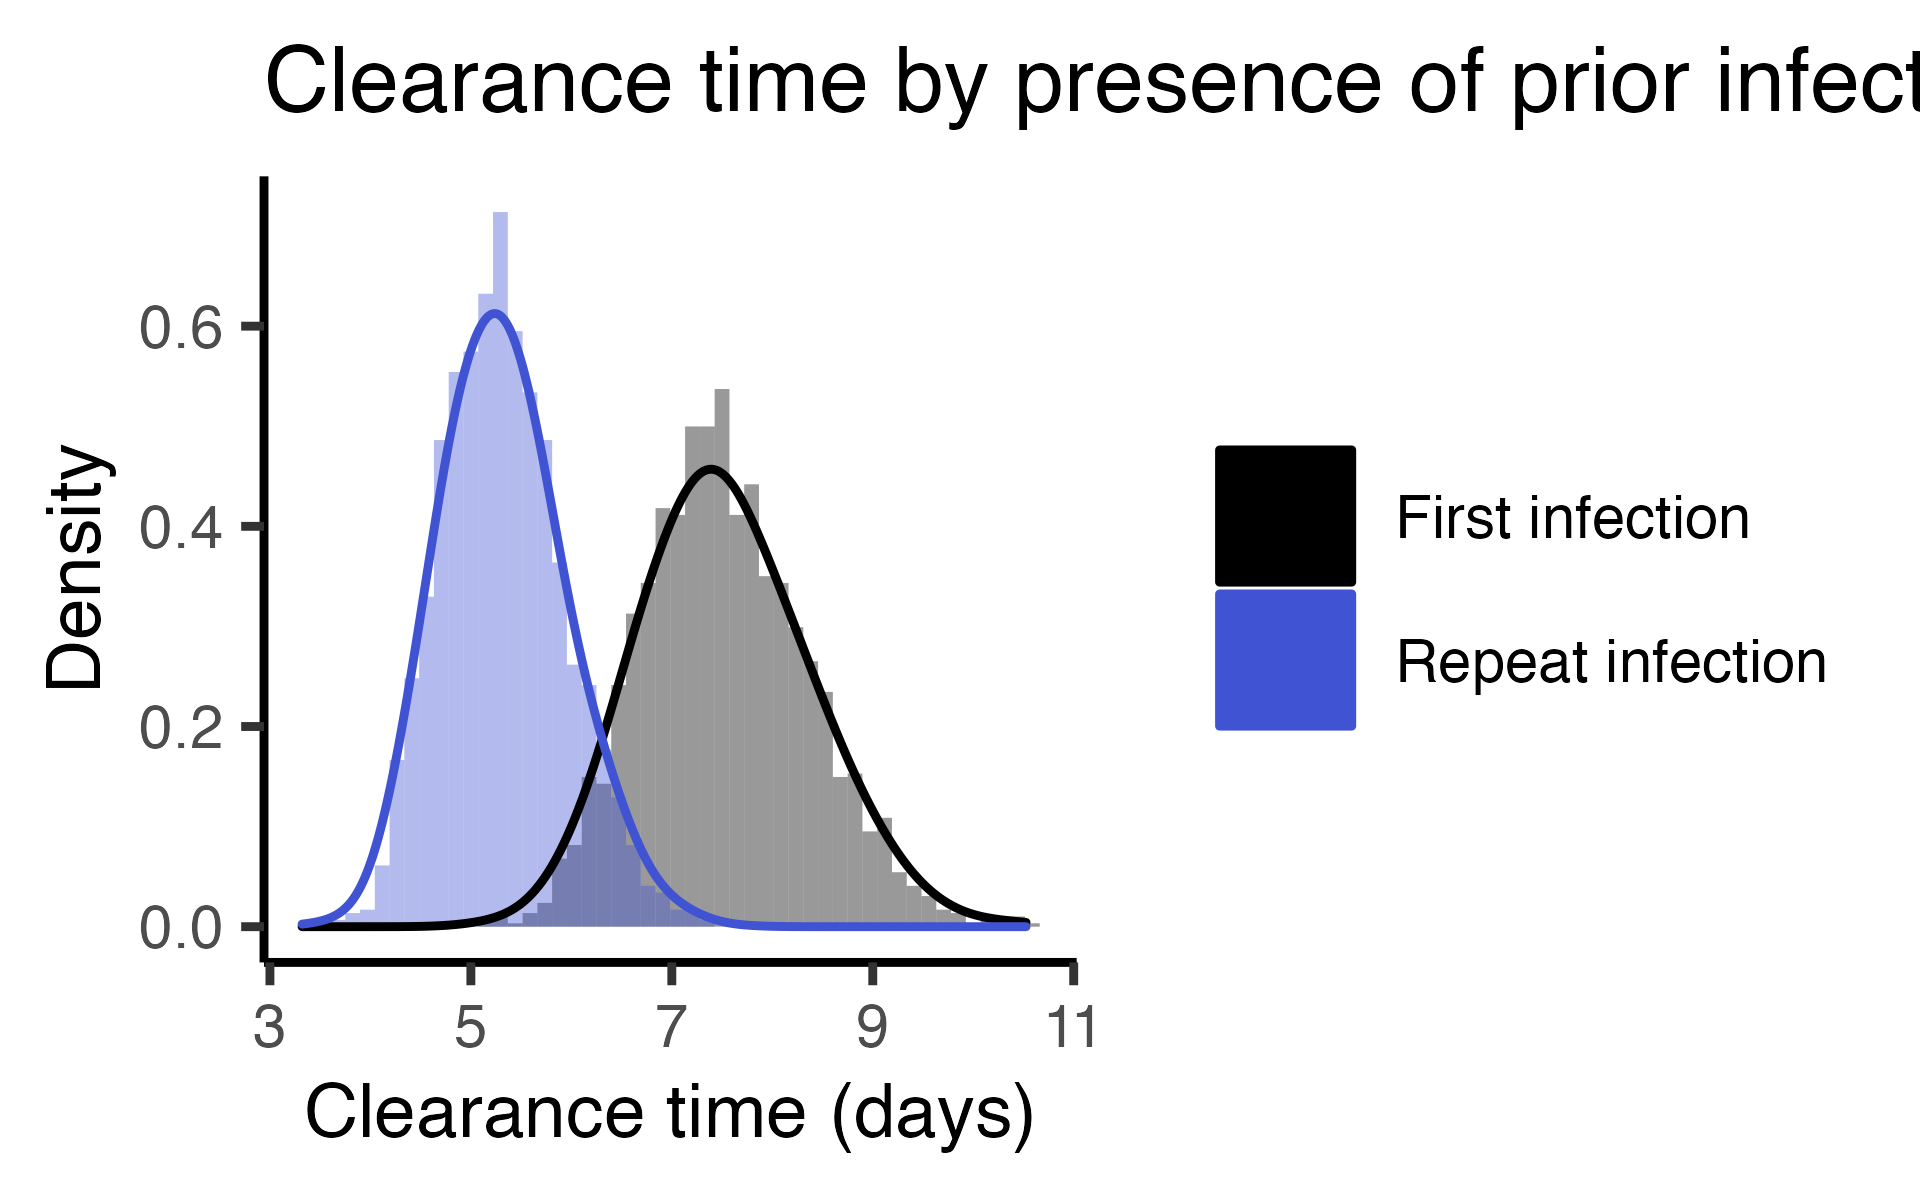 Clearance time by presence of prior infect
Density
0.6
0.4
0.2
0.0
3 5 7 9 11
Clearance time (days)
First infection
Repeat infection